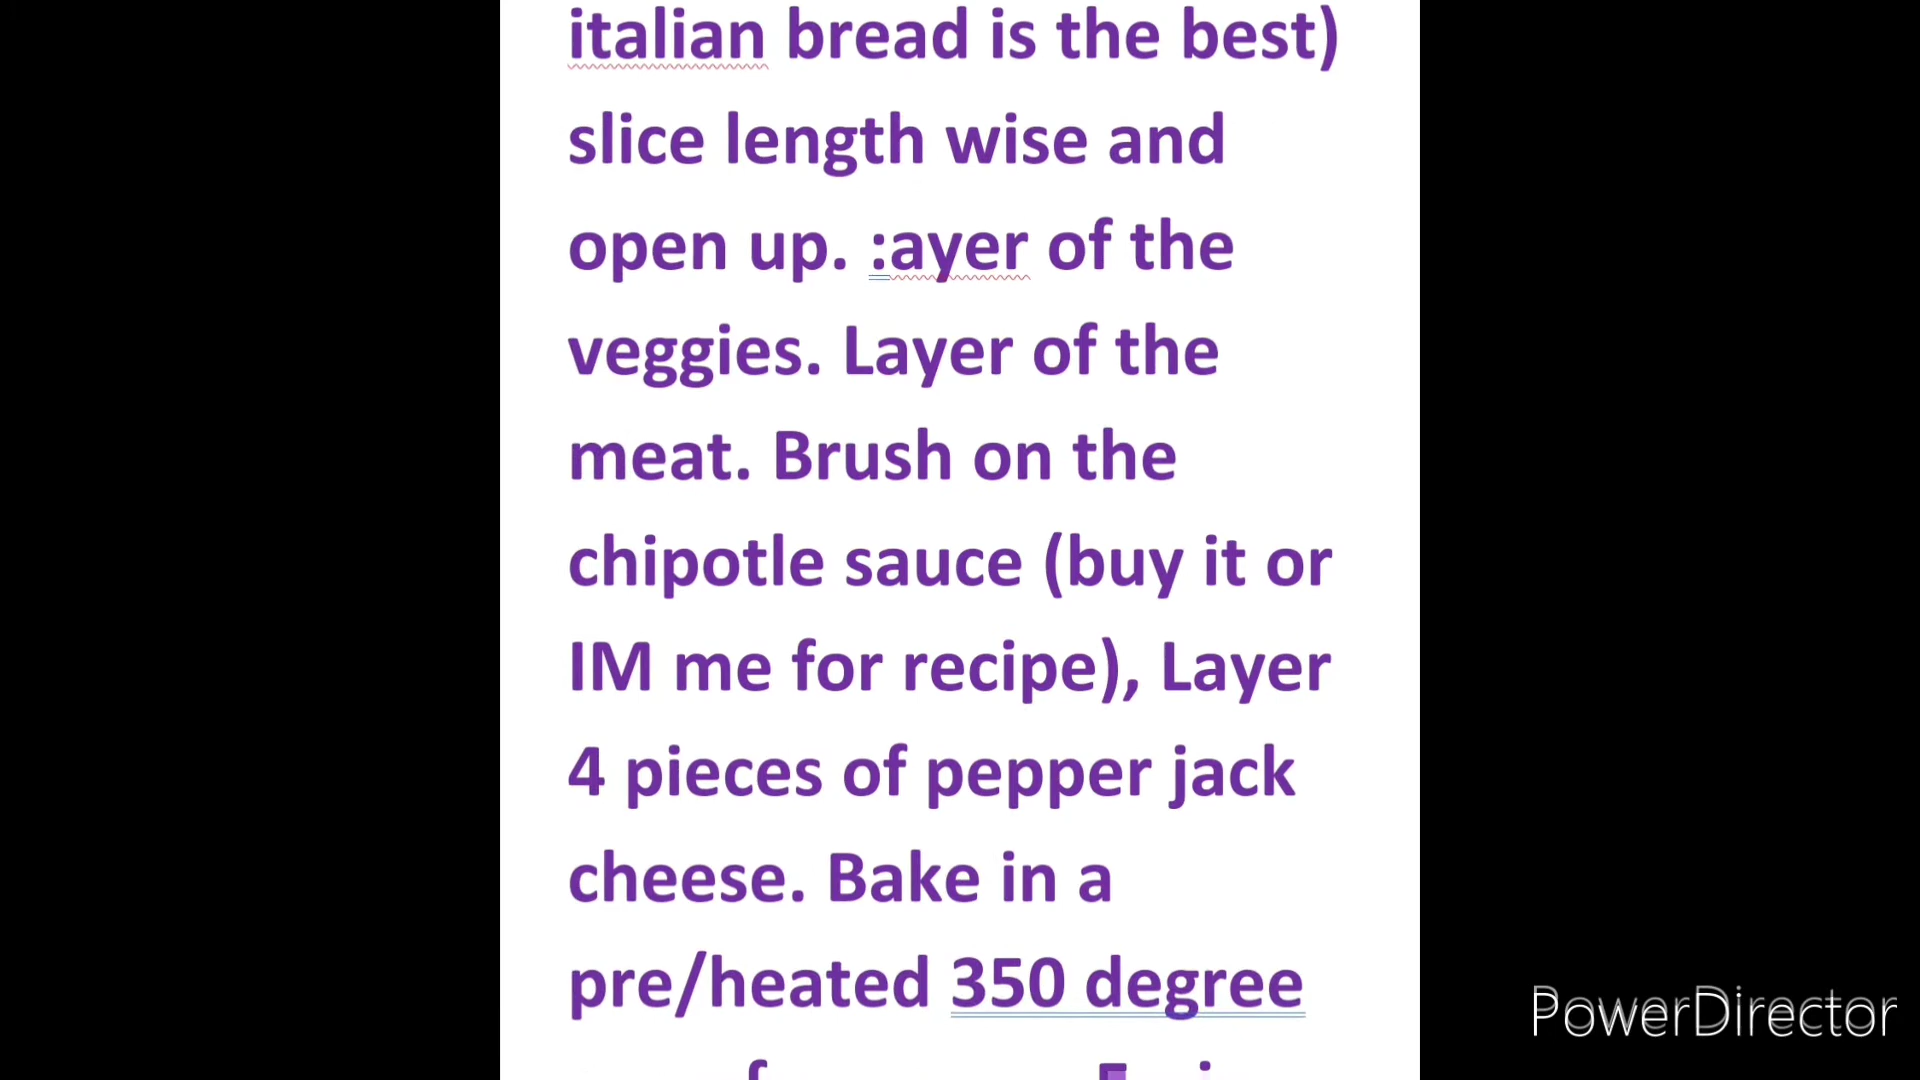 italian bread is the best)
slice length wise and
open up. :ayer of the
veggies. Layer of the
meat. Brush on the
chipotle sauce (buy it or
IM me for recipe), Layer
4 pieces of pepper jack
cheese. Bake in a
pre/heated 350 degree
PowerDirector